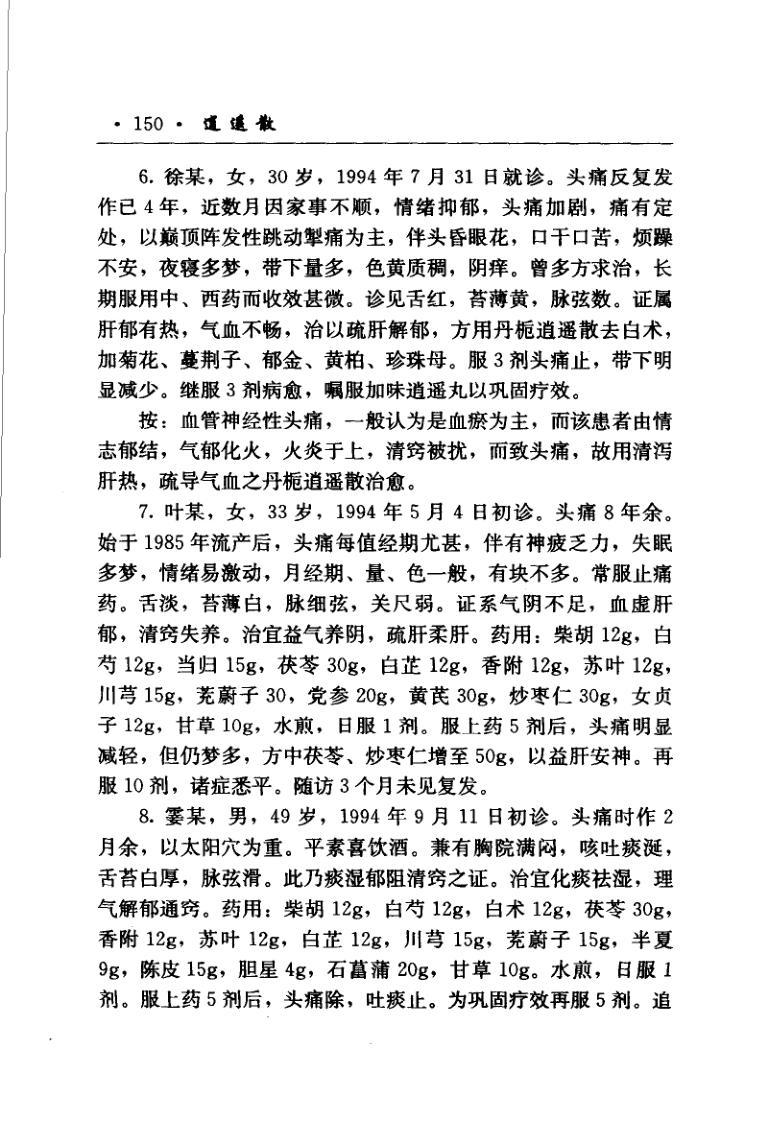 · 150 · 逍遥散
6. 徐某，女，30 岁，1994 年 7 月 31 日就诊。头痛反复发
作已 4 年，近数月因家事不顺，情绪抑郁，头痛加剧，痛有定
处，以巅顶阵发性跳动掣痛为主，伴头昏眼花，口干口苦，烦躁
不安，夜寝多梦，带下量多，色黄质稠，阴痒。曾多方求治，长
期服用中、西药而收效甚微。诊见舌红，苔薄黄，脉弦数。证属
肝郁有热，气血不畅，治以疏肝解郁，方用丹栀逍遥散去白术，
加菊花、蔓荆子、郁金、黄柏、珍珠母。服 3 剂头痛止，带下明
显减少。继服 3 剂病愈，嘱服加味逍遥丸以巩固疗效。
按：血管神经性头痛，一般认为是血瘀为主，而该患者由情
志郁结，气郁化火，火炎于上，清窍被扰，而致头痛，故用清泻
肝热，疏导气血之丹栀逍遥散治愈。
7. 叶某，女，33 岁，1994 年 5 月 4 日初诊。头痛 8 年余。
始于 1985 年流产后，头痛每值经期尤甚，伴有神疲乏力，失眠
多梦，情绪易激动，月经期、量、色一般，有块不多。常服止痛
药。舌淡，苔薄白，脉细弦，关尺弱。证系气阴不足，血虚肝
郁，清窍失养。治宜益气养阴，疏肝柔肝。药用：柴胡 12g，白
芍 12g，当归 15g，茯苓 30g，白芷 12g，香附 12g，苏叶 12g，
川芎 15g，茺蔚子 30，党参 20g，黄芪 30g，炒枣仁 30g，女贞
子 12g，甘草 10g，水煎，日服 1 剂。服上药 5 剂后，头痛明显
减轻，但仍梦多，方中茯苓、炒枣仁增至 50g，以益肝安神。再
服 10 剂，诸症悉平。随访 3 个月未见复发。
8. 霎某，男，49 岁，1994 年 9 月 11 日初诊。头痛时作 2
月余，以太阳穴为重。平素喜饮酒。兼有胸院满闷，咳吐痰涎，
舌苔白厚，脉弦滑。此乃痰湿郁阻清窍之证。治宜化痰祛湿，理
气解郁通窍。药用：柴胡 12g，白芍 12g，白术 12g，茯苓 30g，
香附 12g，苏叶 12g，白芷 12g，川芎 15g，茺蔚子 15g，半夏
9g，陈皮 15g，胆星 4g，石菖蒲 20g，甘草 10g。水煎，日服 1
剂。服上药 5 剂后，头痛除，吐痰止。为巩固疗效再服 5 剂。追